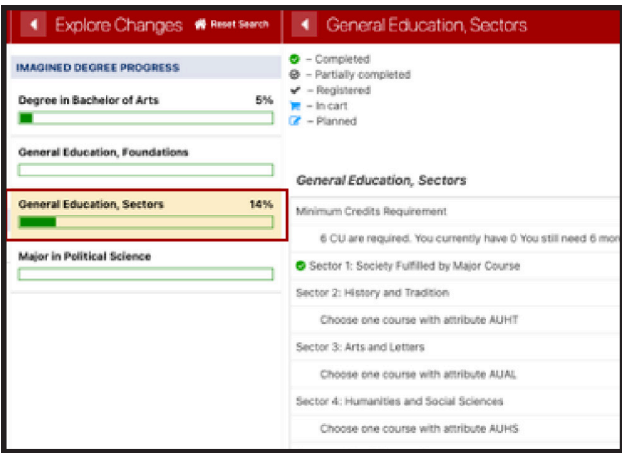 Explore Changes Reset Search
IMAGINED DEGREE PROGRESS
Degree in Bachelor of Arts 5%
General Education, Foundations
General Education, Sectors 14%
Major in Political Science
General Education, Sectors
– Completed
– Partially completed
– Registered
– In cart
– Planned
General Education, Sectors
Minimum Credits Requirement
6 CU are required. You currently have 0 You still need 6
Sector 1: Society Fulfilled by Major Course
Sector 2: History and Tradition
Choose one course with attribute AUHT
Sector 3: Arts and Letters
Choose one course with attribute AUAL
Sector 4: Humanities and Social Sciences
Choose one course with attribute AUHS